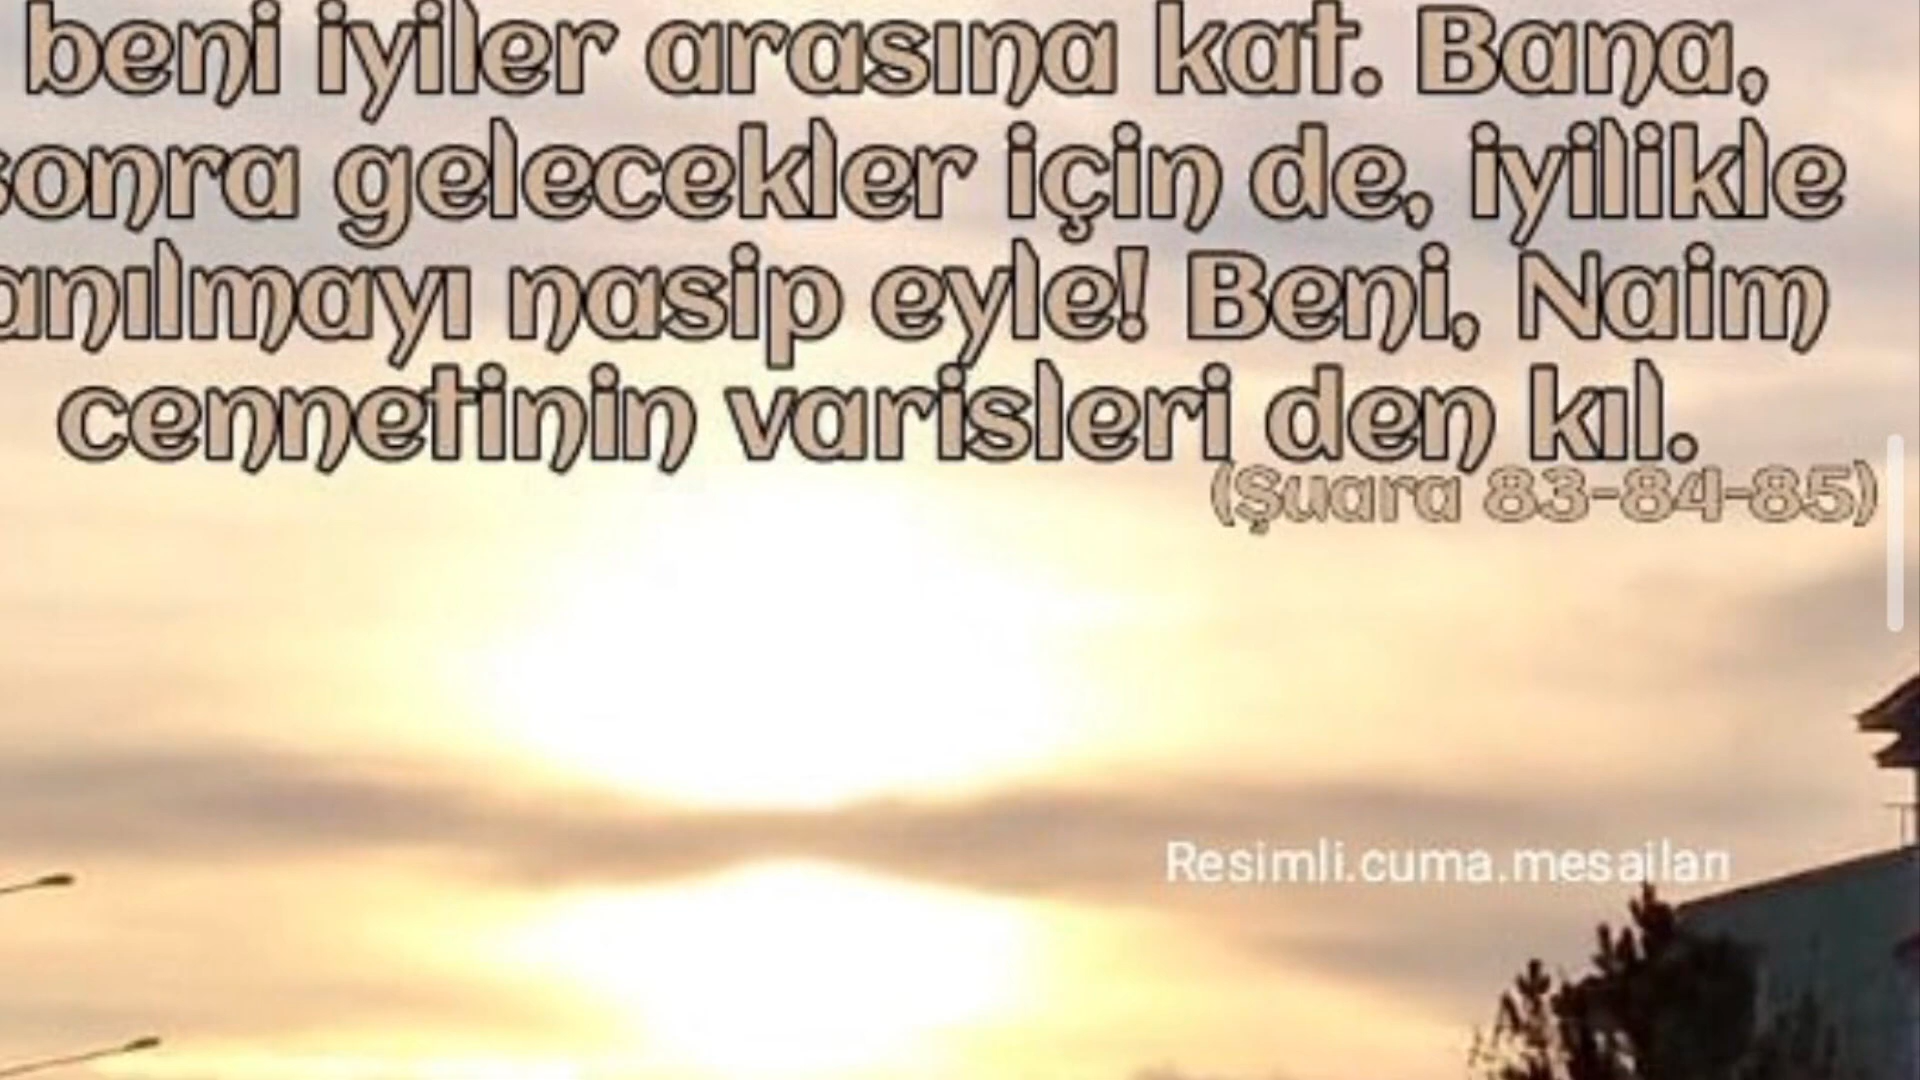 beni iyiler arasına kat. Bana,
sonra gelecekler için de, iyilikle
anılmayı nasip eyle! Beni, Naim
cennetinin varisleri den kıl.
(Şuara 83-84-85)
Resimli.cuma.mesajları